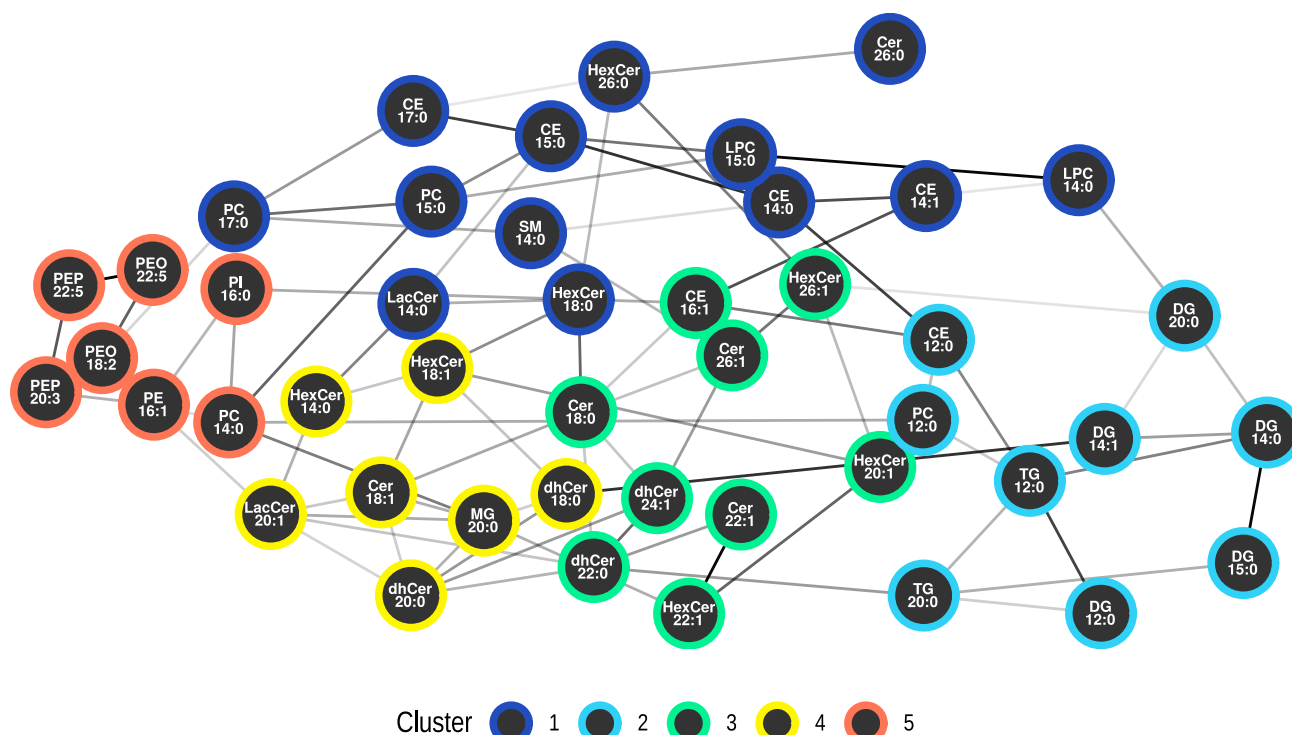 Cer
26:0
HexCer
26:0
CE
17:0
CE
15:0
LPC
15:0
LPC
14:0
CE
14:1
CE
14:0
PC
15:0
PC
17:0
SM
14:0
PEP
22:5
PEO
22:5
PI
16:0
LacCer
14:0
HexCer
18:0
CE
16:1
HexCer
26:1
DG
20:0
CE
12:0
Cer
26:1
PEO
18:2
HexCer
18:1
PEP
20:3
PE
16:1
HexCer
14:0
PC
14:0
Cer
18:0
PC
12:0
DG
14:1
DG
14:0
HexCer
20:1
TG
12:0
Cer
18:1
dhCer
18:0
dhCer
24:1
LacCer
20:1
MG
20:0
Cer
22:1
dhCer
22:0
DG
15:0
dhCer
20:0
HexCer
22:1
TG
20:0
DG
12:0
Cluster 1 2 3 4 5